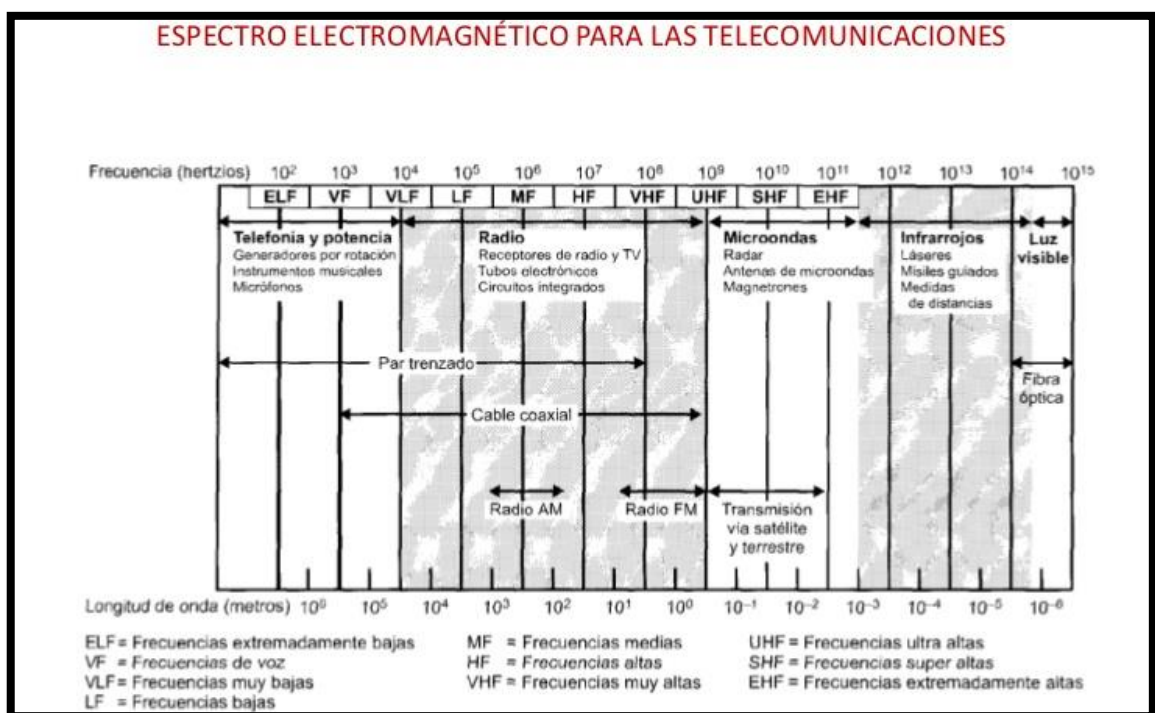 ESPECTRO ELECTROMAGNÉTICO PARA LAS TELECOMUNICACIONES
Frecuencia (hertzios) 10² 10³ 10⁴ 10⁵ 10⁶ 10⁷ 10⁸ 10⁹ 10¹⁰ 10¹¹ 10¹² 10¹³ 10¹⁴ 10¹⁵
ELF VF VLF LF MF HF VHF UHF SHF EHF
Telefonía y potencia
Generadores por rotación
Instrumentos musicales
Micrófonos
Radio
Receptores de radio y TV
Tubos electrónicos
Circuitos integrados
Microondas
Radar
Antenas de microondas
Magnetrones
Infrarrojos
Láseres
Misiles guiados
Medidas
de distancias
Luz
visible
Par trenzado
Fibra
óptica
Cable coaxial
Radio AM
Radio FM
Transmisión
vía satélite
y terrestre
Longitud de onda (metros) 10⁶ 10⁵ 10⁴ 10³ 10² 10¹ 10⁰ 10⁻¹ 10⁻² 10⁻³ 10⁻⁴ 10⁻⁵ 10⁻⁶
ELF = Frecuencias extremadamente bajas
VF = Frecuencias de voz
VLF = Frecuencias muy bajas
LF = Frecuencias bajas
MF = Frecuencias medias
HF = Frecuencias altas
VHF = Frecuencias muy altas
UHF = Frecuencias ultra altas
SHF = Frecuencias super altas
EHF = Frecuencias extremadamente altas